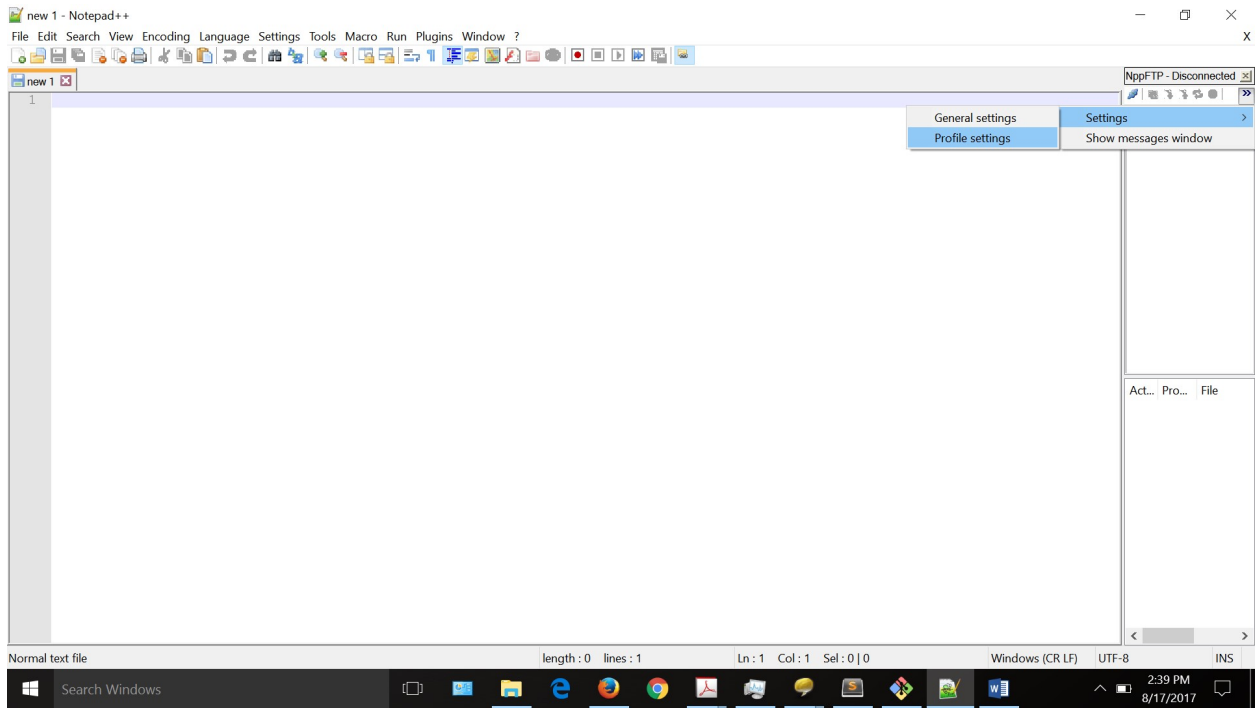 new 1 - Notepad++
File Edit Search View Encoding Language Settings Tools Macro Run Plugins Window ? X
new 1
NppFTP - Disconnected
1
General settings
Profile settings
Settings
Show messages window
Act... Pro... File
Normal text file length : 0 lines : 1 Ln : 1 Col : 1 Sel : 0 | 0 Windows (CR LF) UTF-8 INS
Search Windows
2:39 PM
8/17/2017